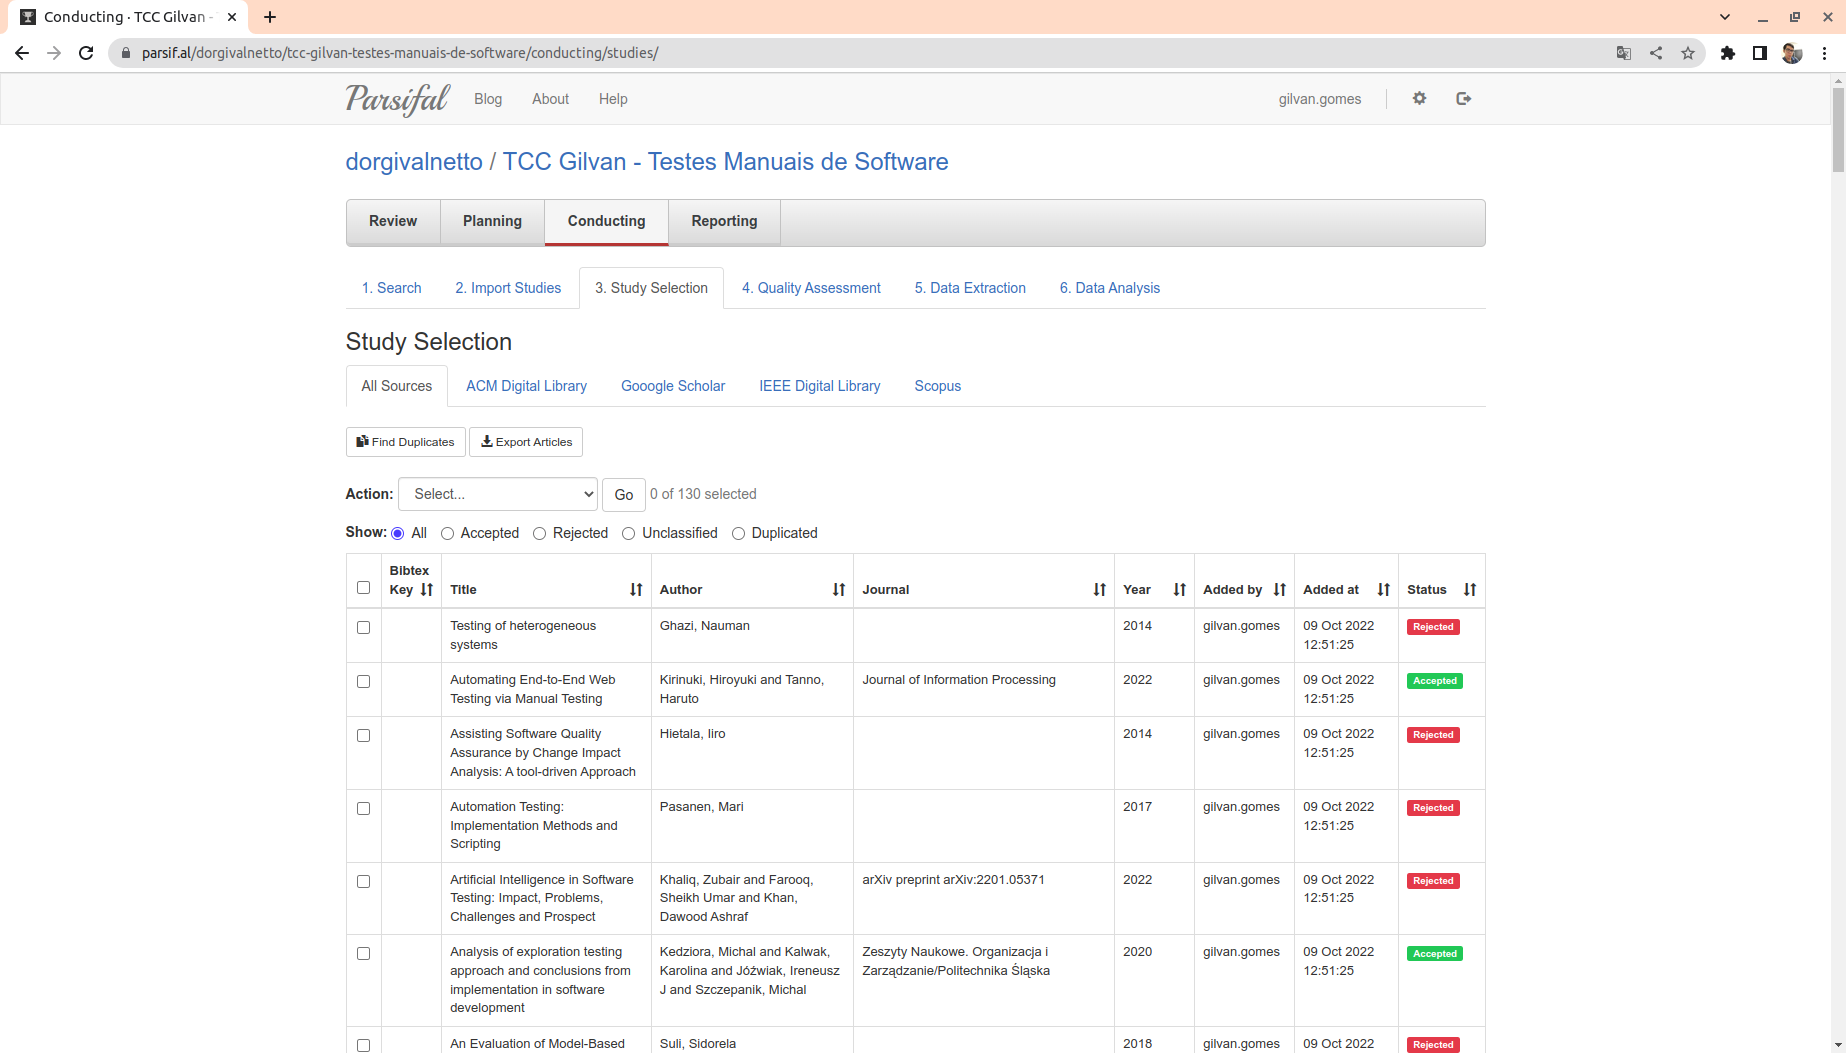 Conducting · TCC Gilvan -
parsif.al/dorgivalnetto/tcc-gilvan-testes-manuais-de-software/conducting/studies/
Parsifal Blog About Help gilvan.gomes
dorgivalnetto / TCC Gilvan - Testes Manuais de Software
Review Planning Conducting Reporting
1. Search 2. Import Studies 3. Study Selection 4. Quality Assessment 5. Data Extraction 6. Data Analysis
Study Selection
All Sources ACM Digital Library Gooogle Scholar IEEE Digital Library Scopus
Find Duplicates Export Articles
Action: Select... Go 0 of 130 selected
Show: All Accepted Rejected Unclassified Duplicated
Bibtex
Key Title Author Journal Year Added by Added at Status
Testing of heterogeneous Ghazi, Nauman 2014 gilvan.gomes 09 Oct 2022 Rejected
systems 12:51:25
Automating End-to-End Web Kirinuki, Hiroyuki and Tanno, Journal of Information Processing 2022 gilvan.gomes 09 Oct 2022 Accepted
Testing via Manual Testing Haruto 12:51:25
Assisting Software Quality Hietala, Iiro 2014 gilvan.gomes 09 Oct 2022 Rejected
Assurance by Change Impact 12:51:25
Analysis: A tool-driven Approach
Automation Testing: Pasanen, Mari 2017 gilvan.gomes 09 Oct 2022 Rejected
Implementation Methods and 12:51:25
Scripting
Artificial Intelligence in Software Khaliq, Zubair and Farooq, arXiv preprint arXiv:2201.05371 2022 gilvan.gomes 09 Oct 2022 Rejected
Testing: Impact, Problems, Sheikh Umar and Khan, 12:51:25
Challenges and Prospect Dawood Ashraf
Analysis of exploration testing Kedziora, Michal and Kalwak, Zeszyty Naukowe. Organizacja i 2020 gilvan.gomes 09 Oct 2022 Accepted
approach and conclusions from Karolina and Jóźwiak, Ireneusz Zarządzanie/Politechnika Śląska 12:51:25
implementation in software J and Szczepanik, Michal
development
An Evaluation of Model-Based Suli, Sidorela 2018 gilvan.gomes 09 Oct 2022 Rejected